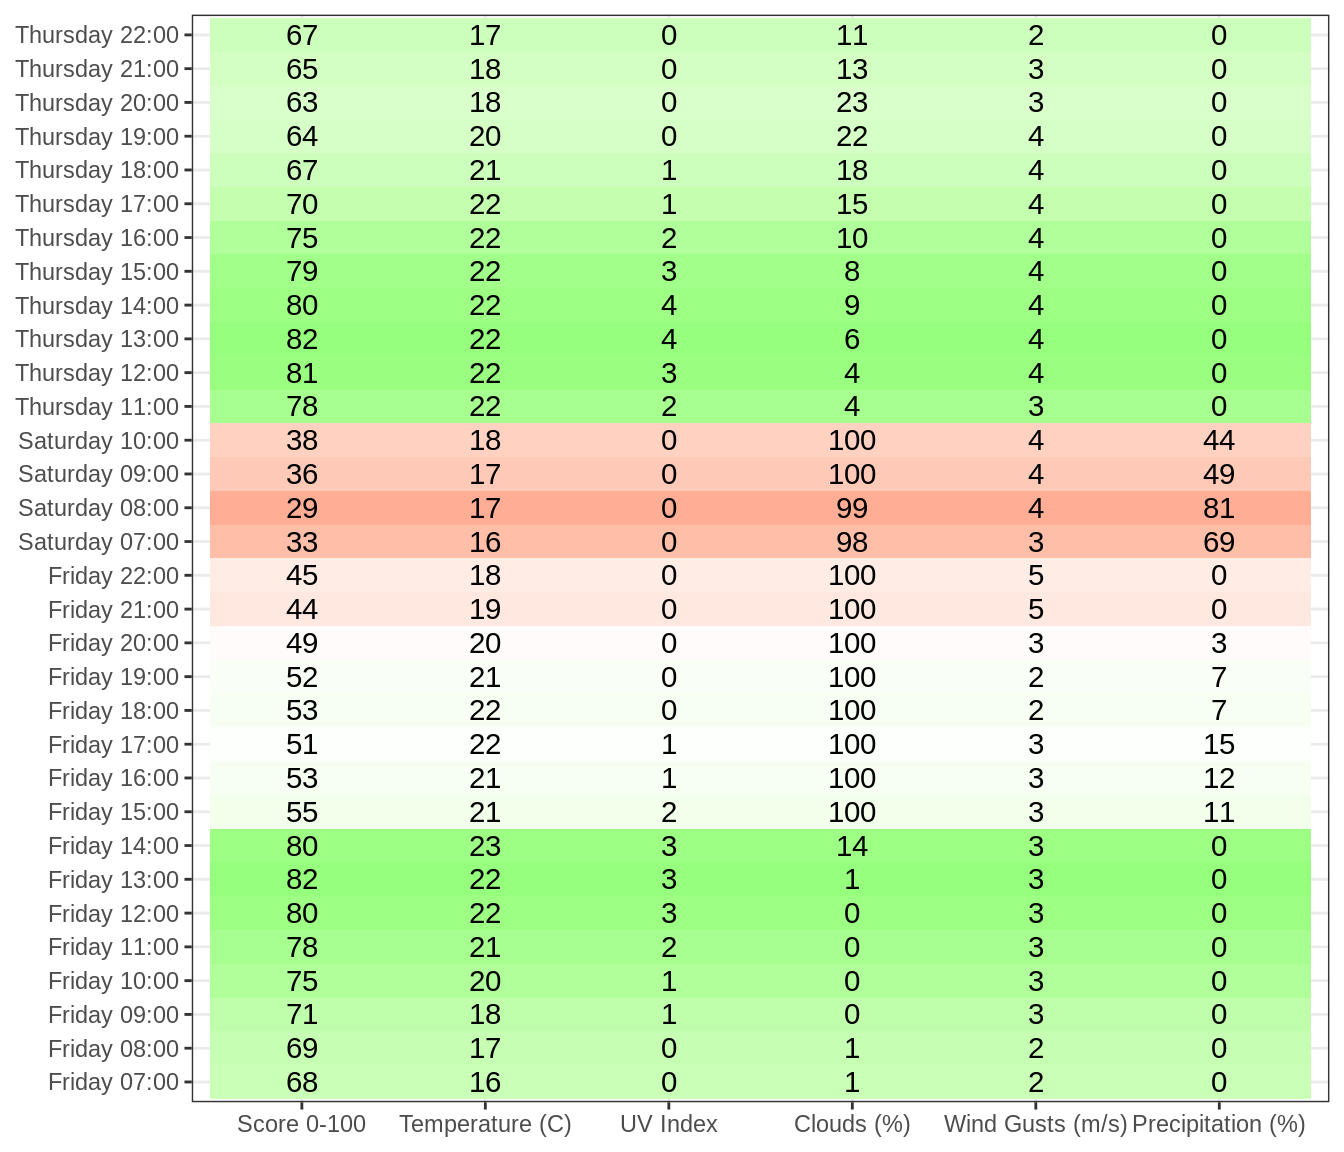 Thursday 22:00 67 17 0 11 2 0
Thursday 21:00 65 18 0 13 3 0
Thursday 20:00 63 18 0 23 3 0
Thursday 19:00 64 20 0 22 4 0
Thursday 18:00 67 21 1 18 4 0
Thursday 17:00 70 22 1 15 4 0
Thursday 16:00 75 22 2 10 4 0
Thursday 15:00 79 22 3 8 4 0
Thursday 14:00 80 22 4 9 4 0
Thursday 13:00 82 22 4 6 4 0
Thursday 12:00 81 22 3 4 4 0
Thursday 11:00 78 22 2 4 3 0
Saturday 10:00 38 18 0 100 4 44
Saturday 09:00 36 17 0 100 4 49
Saturday 08:00 29 17 0 99 4 81
Saturday 07:00 33 16 0 98 3 69
Friday 22:00 45 18 0 100 5 0
Friday 21:00 44 19 0 100 5 0
Friday 20:00 49 20 0 100 3 3
Friday 19:00 52 21 0 100 2 7
Friday 18:00 53 22 0 100 2 7
Friday 17:00 51 22 1 100 3 15
Friday 16:00 53 21 1 100 3 12
Friday 15:00 55 21 2 100 3 11
Friday 14:00 80 23 3 14 3 0
Friday 13:00 82 22 3 1 3 0
Friday 12:00 80 22 3 0 3 0
Friday 11:00 78 21 2 0 3 0
Friday 10:00 75 20 1 0 3 0
Friday 09:00 71 18 1 0 3 0
Friday 08:00 69 17 0 1 2 0
Friday 07:00 68 16 0 1 2 0
Score 0-100 Temperature (C) UV Index Clouds (%) Wind Gusts (m/s) Precipitation (%)